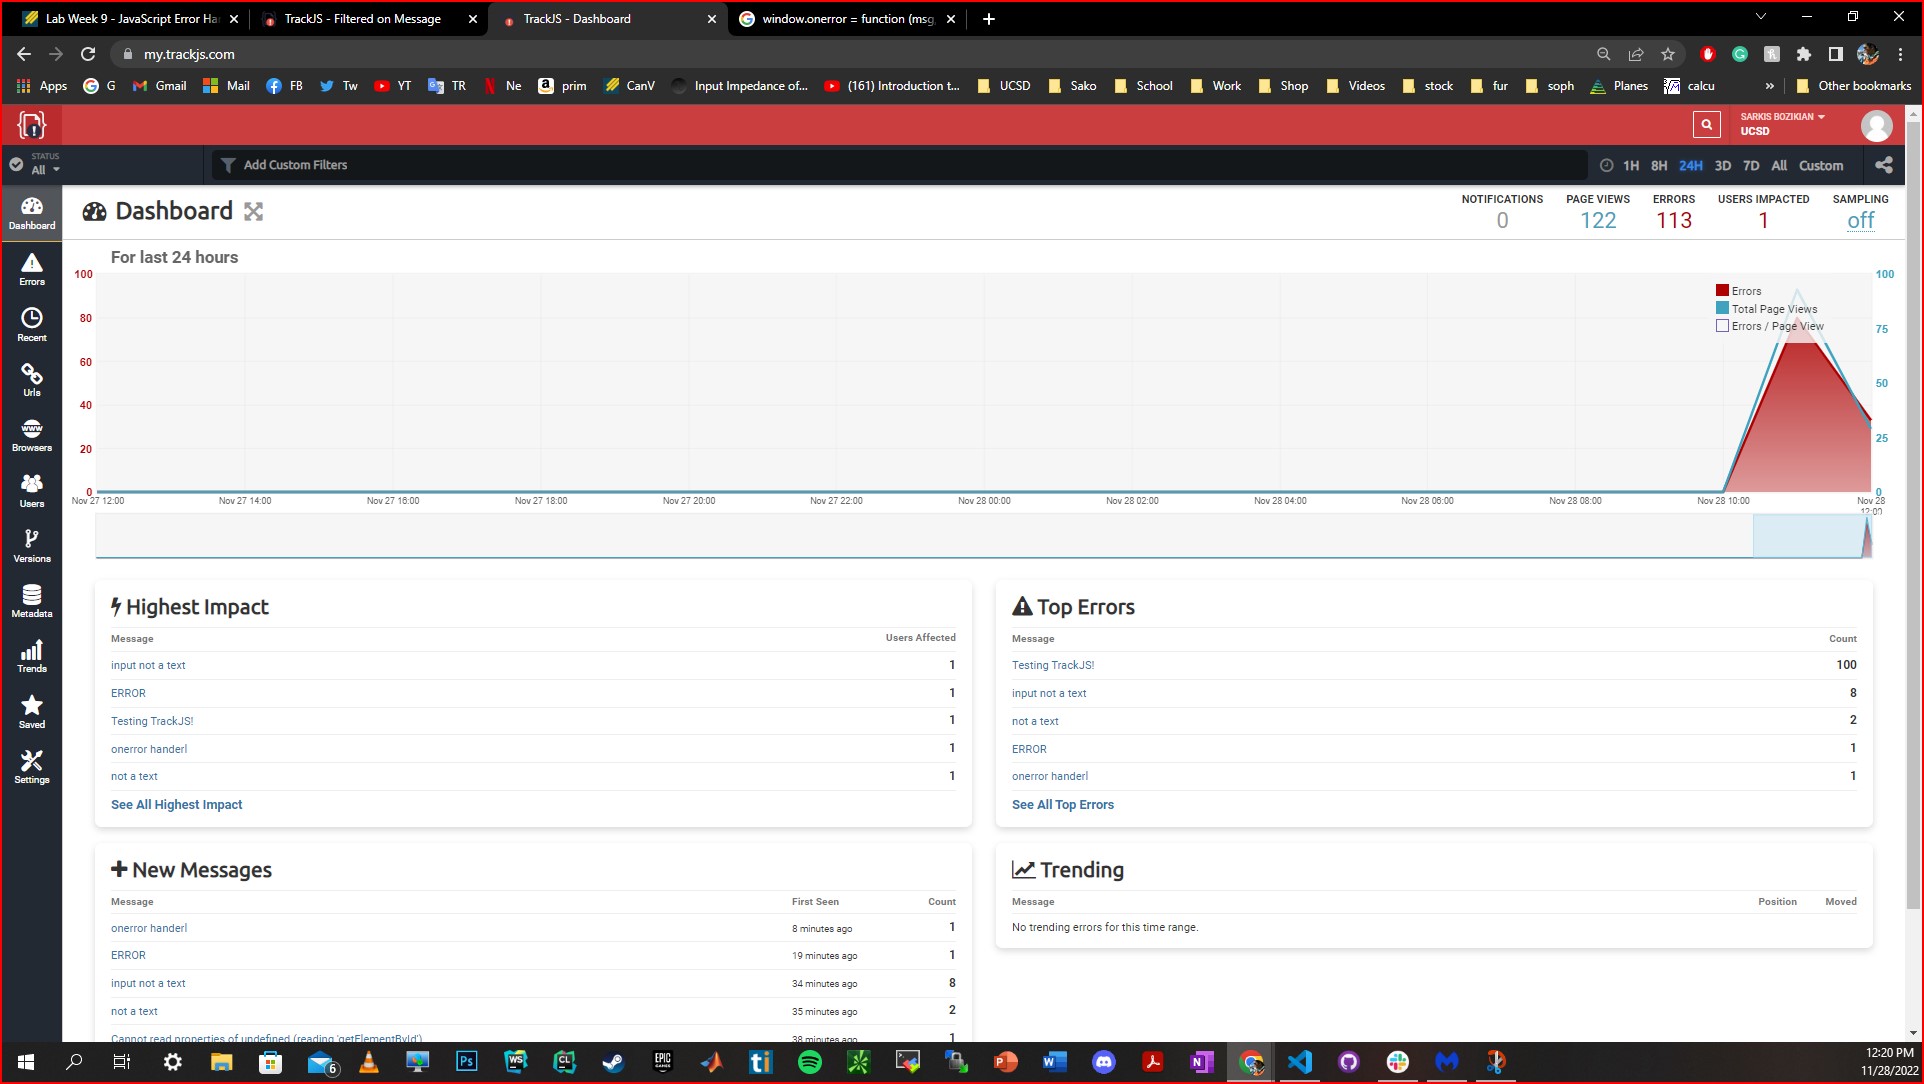 Lab Week 9 - JavaScript Error Har
TrackJS - Filtered on Message
TrackJS - Dashboard
window.onerror = function (msg,
my.trackjs.com
Apps G Gmail Mail FB Tw YT TR Ne prim CanV Input Impedance of... (161) Introduction t... UCSD Sako School Work Shop Videos stock fur soph Planes calcu » Other bookmarks
SARKIS BOZIKIAN
UCSD
STATUS
All
Add Custom Filters
1H 8H 24H 3D 7D All Custom
Dashboard
Errors
Recent
Urls
WWW
Browsers
Users
Versions
Metadata
Trends
Saved
Settings
Dashboard
NOTIFICATIONS PAGE VIEWS ERRORS USERS IMPACTED SAMPLING
0 122 113 1 off
For last 24 hours
100 100
Errors
Total Page Views
80
Errors / Page View
75
60
50
40
25
20
0 0
Nov 27 12:00 Nov 27 14:00 Nov 27 16:00 Nov 27 18:00 Nov 27 20:00 Nov 27 22:00 Nov 28 00:00 Nov 28 02:00 Nov 28 04:00 Nov 28 06:00 Nov 28 08:00 Nov 28 10:00 Nov 28
12:00
Highest Impact
Message Users Affected
input not a text 1
ERROR 1
Testing TrackJS! 1
onerror handerl 1
not a text 1
See All Highest Impact
Top Errors
Message Count
Testing TrackJS! 100
input not a text 8
not a text 2
ERROR 1
onerror handerl 1
See All Top Errors
New Messages
Message First Seen Count
onerror handerl 8 minutes ago 1
ERROR 19 minutes ago 1
input not a text 34 minutes ago 8
not a text 35 minutes ago 2
Cannot read properties of undefined (reading 'getElementById') 38 minutes ago 1
Trending
Message Position Moved
No trending errors for this time range.
6
Ps
WS
CL
EPIC
GAMES
ti
P
W
N
12:20 PM
11/28/2022